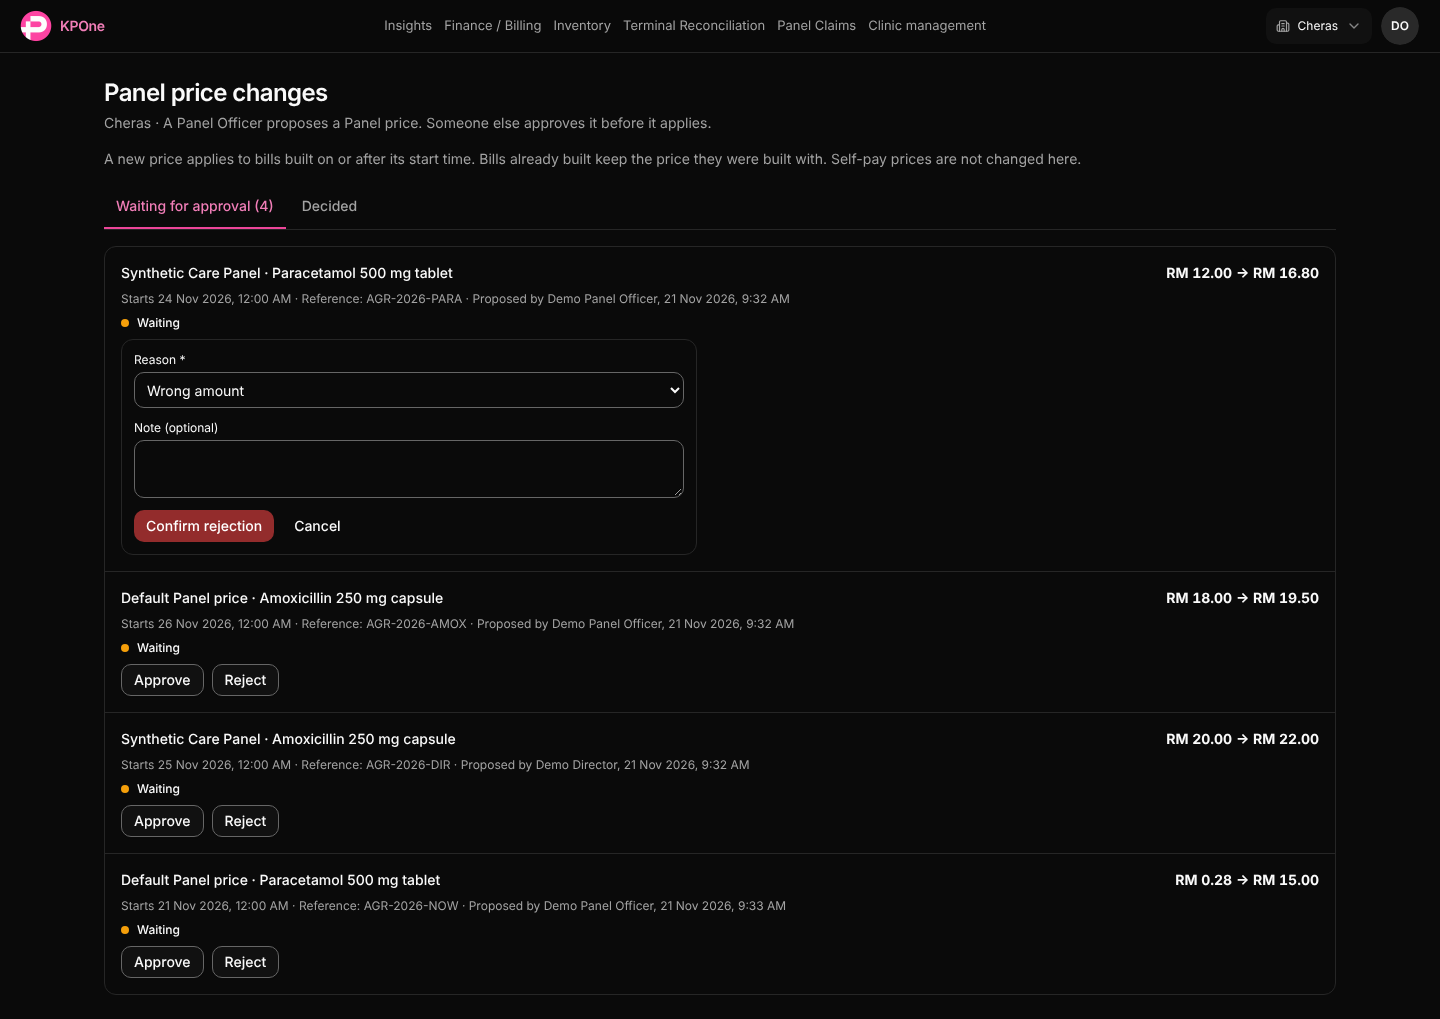 KPOne
Insights Finance / Billing Inventory Terminal Reconciliation Panel Claims Clinic management
Cheras
DO
Panel price changes
Cheras · A Panel Officer proposes a Panel price. Someone else approves it before it applies.
A new price applies to bills built on or after its start time. Bills already built keep the price they were built with. Self-pay prices are not changed here.
Waiting for approval (4) Decided
Synthetic Care Panel · Paracetamol 500 mg tablet RM 12.00 → RM 16.80
Starts 24 Nov 2026, 12:00 AM · Reference: AGR-2026-PARA · Proposed by Demo Panel Officer, 21 Nov 2026, 9:32 AM
Waiting
Reason *
Wrong amount
Note (optional)
Confirm rejection Cancel
Default Panel price · Amoxicillin 250 mg capsule RM 18.00 → RM 19.50
Starts 26 Nov 2026, 12:00 AM · Reference: AGR-2026-AMOX · Proposed by Demo Panel Officer, 21 Nov 2026, 9:32 AM
Waiting
Approve Reject
Synthetic Care Panel · Amoxicillin 250 mg capsule RM 20.00 → RM 22.00
Starts 25 Nov 2026, 12:00 AM · Reference: AGR-2026-DIR · Proposed by Demo Director, 21 Nov 2026, 9:32 AM
Waiting
Approve Reject
Default Panel price · Paracetamol 500 mg tablet RM 0.28 → RM 15.00
Starts 21 Nov 2026, 12:00 AM · Reference: AGR-2026-NOW · Proposed by Demo Panel Officer, 21 Nov 2026, 9:33 AM
Waiting
Approve Reject